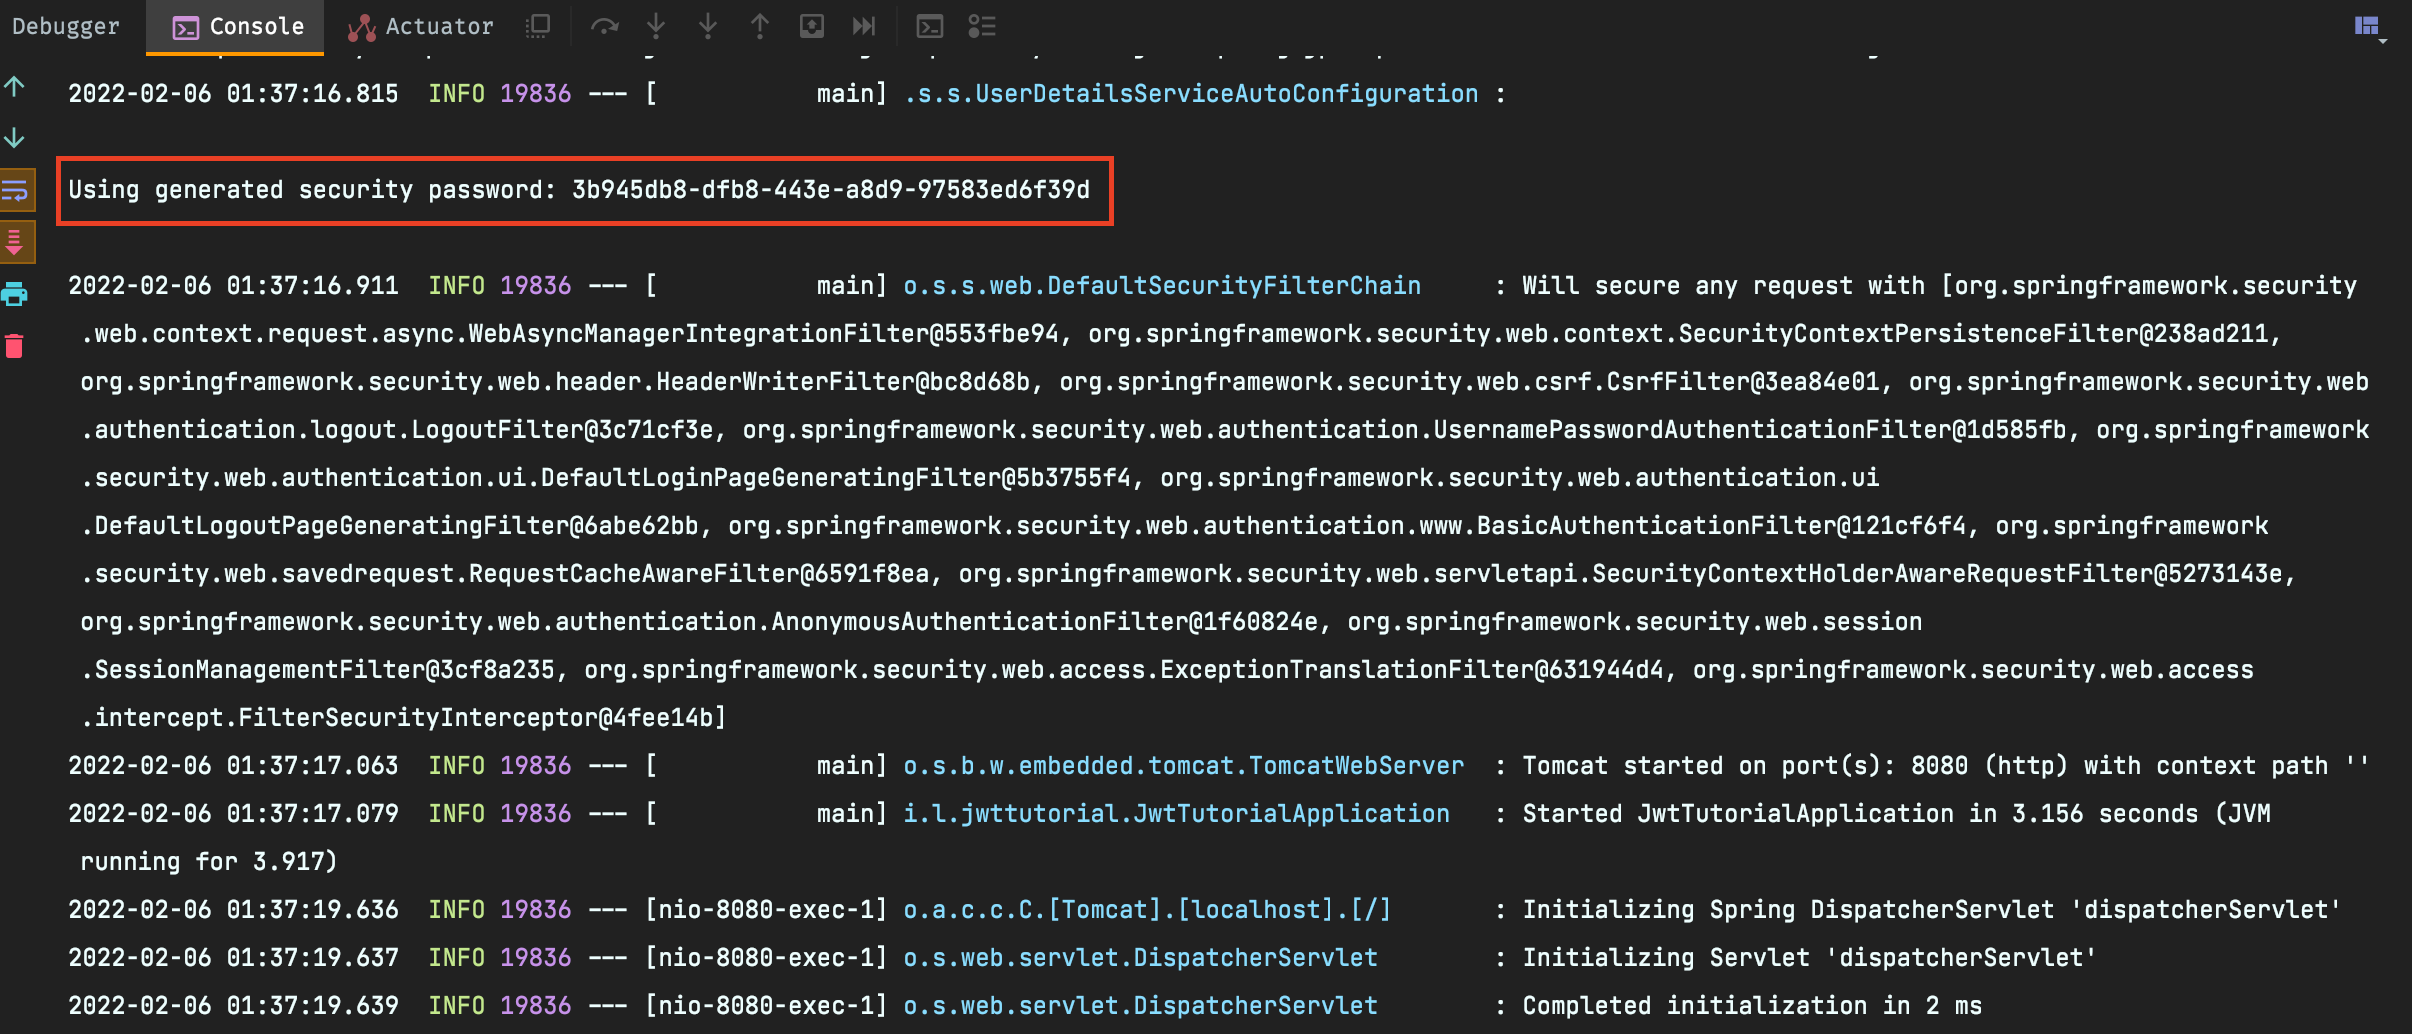 Debugger Console Actuator
2022-02-06 01:37:16.815  INFO 19836 --- [           main] .s.s.UserDetailsServiceAutoConfiguration :
Using generated security password: 3b945db8-dfb8-443e-a8d9-97583ed6f39d
2022-02-06 01:37:16.911  INFO 19836 --- [           main] o.s.s.web.DefaultSecurityFilterChain     : Will secure any request with [org.springframework.security
.web.context.request.async.WebAsyncManagerIntegrationFilter@553fbe94, org.springframework.security.web.context.SecurityContextPersistenceFilter@238ad211,
org.springframework.security.web.header.HeaderWriterFilter@bc8d68b, org.springframework.security.web.csrf.CsrfFilter@3ea84e01, org.springframework.security.web
.authentication.logout.LogoutFilter@3c71cf3e, org.springframework.security.web.authentication.UsernamePasswordAuthenticationFilter@1d585fb, org.springframework
.security.web.authentication.ui.DefaultLoginPageGeneratingFilter@5b3755f4, org.springframework.security.web.authentication.ui
.DefaultLogoutPageGeneratingFilter@6abe62bb, org.springframework.security.web.authentication.www.BasicAuthenticationFilter@121cf6f4, org.springframework
.security.web.savedrequest.RequestCacheAwareFilter@6591f8ea, org.springframework.security.web.servletapi.SecurityContextHolderAwareRequestFilter@5273143e,
org.springframework.security.web.authentication.AnonymousAuthenticationFilter@1f60824e, org.springframework.security.web.session
.SessionManagementFilter@3cf8a235, org.springframework.security.web.access.ExceptionTranslationFilter@631944d4, org.springframework.security.web.access
.intercept.FilterSecurityInterceptor@4fee14b]
2022-02-06 01:37:17.063  INFO 19836 --- [           main] o.s.b.w.embedded.tomcat.TomcatWebServer  : Tomcat started on port(s): 8080 (http) with context path ''
2022-02-06 01:37:17.079  INFO 19836 --- [           main] i.l.jwttutorial.JwtTutorialApplication   : Started JwtTutorialApplication in 3.156 seconds (JVM
running for 3.917)
2022-02-06 01:37:19.636  INFO 19836 --- [nio-8080-exec-1] o.a.c.c.C.[Tomcat].[localhost].[/]       : Initializing Spring DispatcherServlet 'dispatcherServlet'
2022-02-06 01:37:19.637  INFO 19836 --- [nio-8080-exec-1] o.s.web.servlet.DispatcherServlet        : Initializing Servlet 'dispatcherServlet'
2022-02-06 01:37:19.639  INFO 19836 --- [nio-8080-exec-1] o.s.web.servlet.DispatcherServlet        : Completed initialization in 2 ms